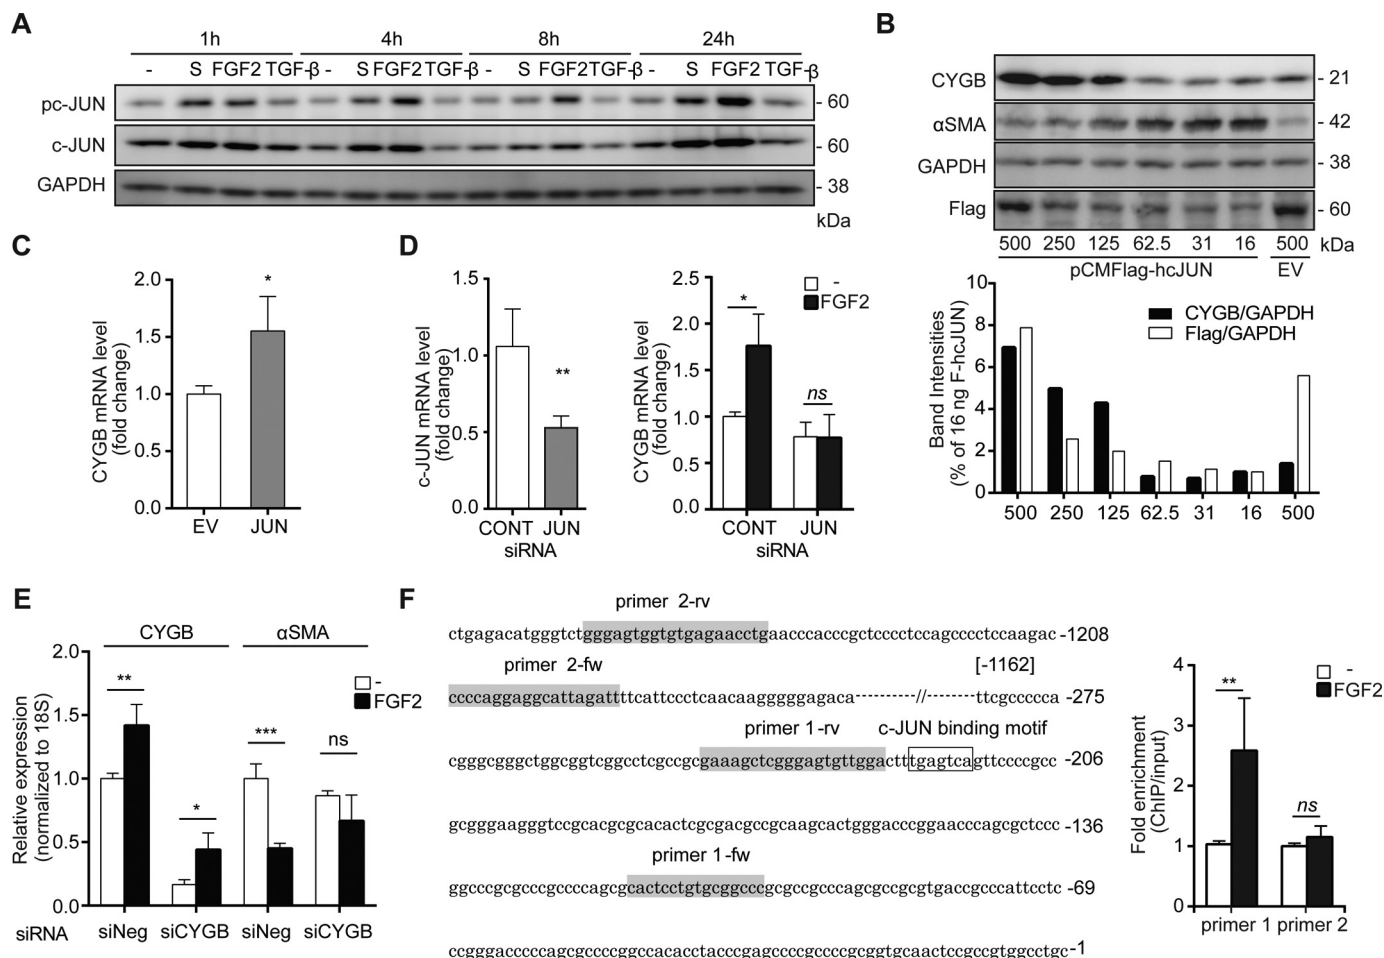 A
1h 4h 8h 24h
- S FGF2 TGF-β - S FGF2 TGF-β - S FGF2 TGF-β - S FGF2 TGF-β
pc-JUN - 60
c-JUN - 60
GAPDH - 38
kDa
B
CYGB - 21
αSMA - 42
GAPDH - 38
Flag - 60
500 250 125 62.5 31 16 500 kDa
pCMFlag-hcJUN EV
Band Intensities
(% of 16 ng F-hcJUN)
10
8
6
4
2
0
CYGB/GAPDH
Flag/GAPDH
500 250 125 62.5 31 16 500
C
CYGB mRNA level
(fold change)
2.0
1.5
1.0
0.5
0.0
*
EV JUN
D
c-JUN mRNA level
(fold change)
1.5
1.0
0.5
0.0
**
CONT JUN
siRNA
CYGB mRNA level
(fold change)
2.5
2.0
1.5
1.0
0.5
0.0
-
FGF2
*
ns
CONT JUN
siRNA
E
CYGB αSMA
Relative expression
(normalized to 18S)
2.0
1.5
1.0
0.5
0.0
-
FGF2
** * *** ns
siRNA siNeg siCYGB siNeg siCYGB
F
primer 2-rv
ctgagacatgggtctgggagtggtgtgagaacctgaacccacccgctcccctccagcccctccaagac -1208
primer 2-fw [-1162]
ccccaggaggcattagattttcattccctcaacaagggggagaca------------//-------ttcgcccccca -275
primer 1-rv c-JUN binding motif
cgggcgggctggcggtcggcctcgccgcgaaaagctcgggagtgttggactttgagtcagttccccgcc -206
gcgggaagggtccgcacgcgcacactcgcgacgccgcaagcactgggacccggaacccagcgctccc -136
primer 1-fw
ggcccgcgcccgccccagcgcactcctgtgcggcccgcgccgcccagcgccgcgtgaccgcccattcctc -69
ccgggacccccagcgccccggccacacctacccgagccccgcccgcggtgcaactccgccgtggcctgc -1
Fold enrichment
(ChIP/input)
4
3
2
1
0
-
FGF2
**
ns
primer 1 primer 2